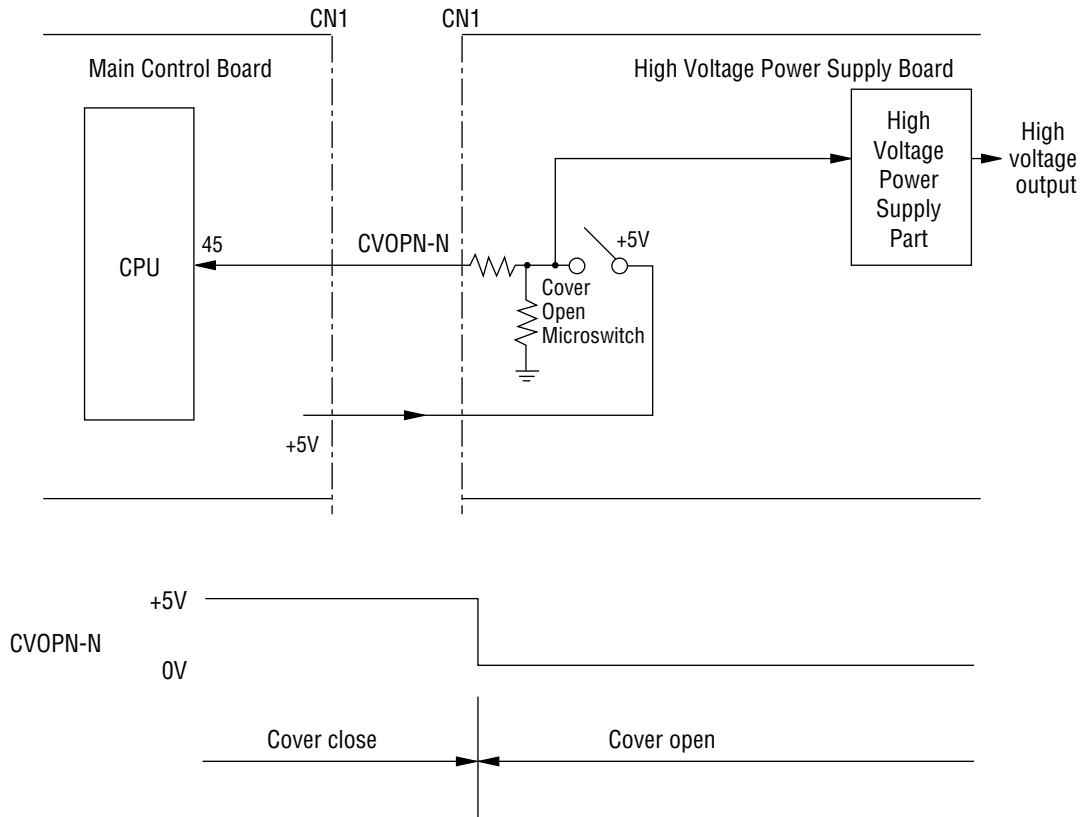 CN1
CN1
Main Control Board
High Voltage Power Supply Board
High
Voltage
Power
Supply
Part
High
voltage
output
CPU
45
CVOPN-N
+5V
Cover
Open
Microswitch
+5V
CVOPN-N
+5V
0V
Cover close
Cover open